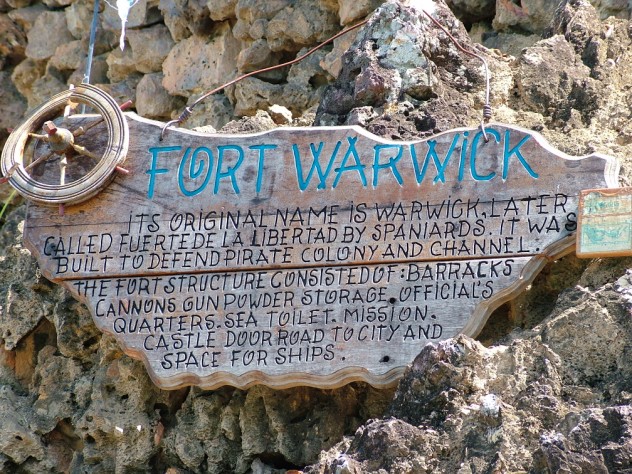 FORT WARWiCK
ITS ORIGINAL NAME IS WARWICK, LATER
CALLED FUERTE DE LA LIBERTAD BY SPANIARDS. IT WAS
BUILT TO DEFEND PIRATE COLONY AND CHANNEL.
THE FORT STRUCTURE CONSISTED OF: BARRACKS
CANNONS GUN POWDER STORAGE OFFICIAL'S
QUARTERS. SEA TOILET. MISSION.
CASTLE DOOR ROAD TO CITY AND
SPACE FOR SHIPS.